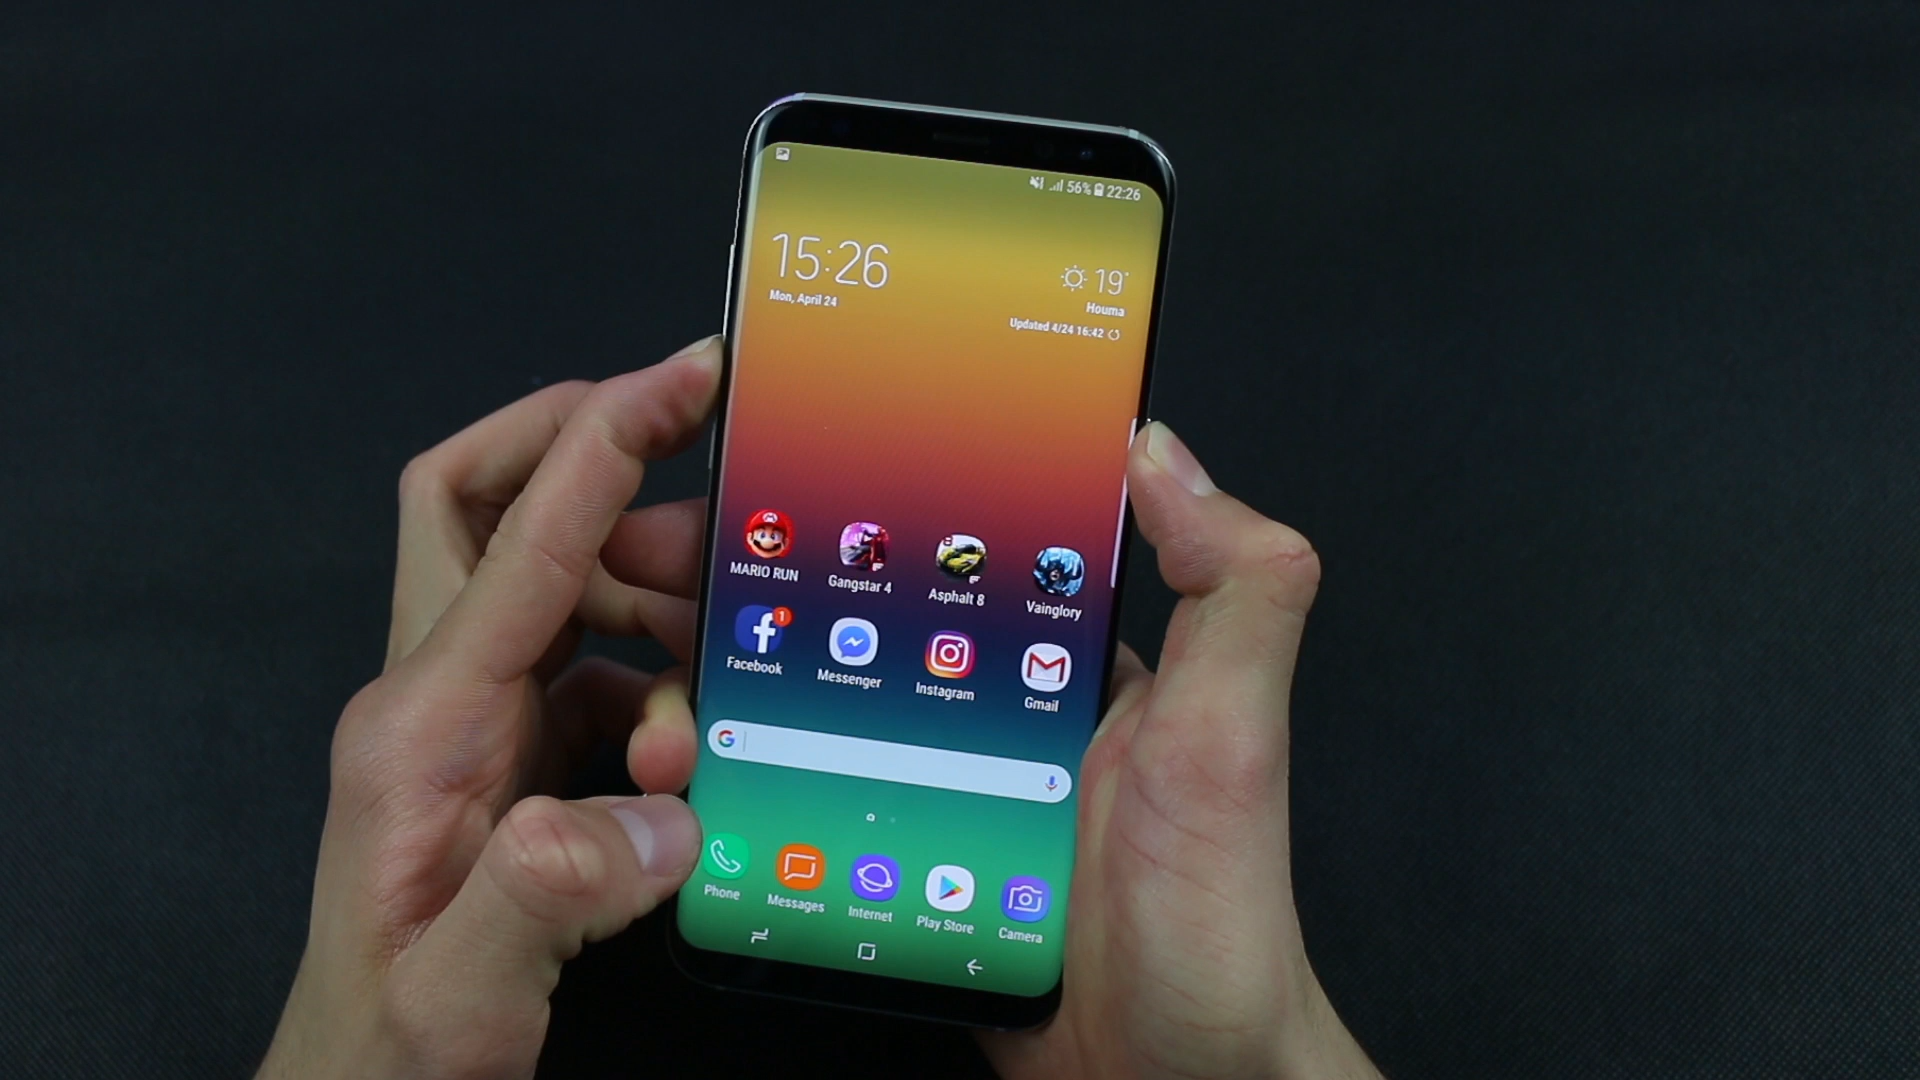 56% 22:26
15:26
Mon, April 24
19°
Houma
Updated 4/24 16:42
MARIO RUN Gangstar 4 Asphalt 8 Vainglory
1
Facebook Messenger Instagram Gmail
G
Phone Messages Internet Play Store Camera